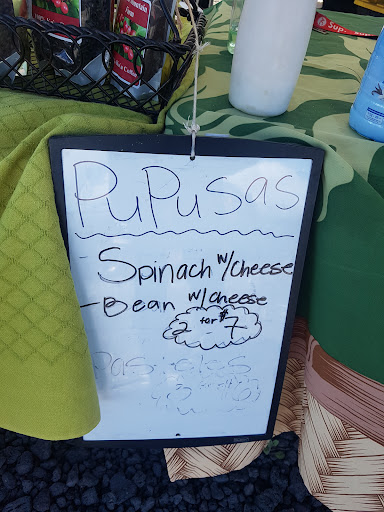 PuPusas
Spinach w/cheese
- Bean w/cheese
2 for $7
Pasteles